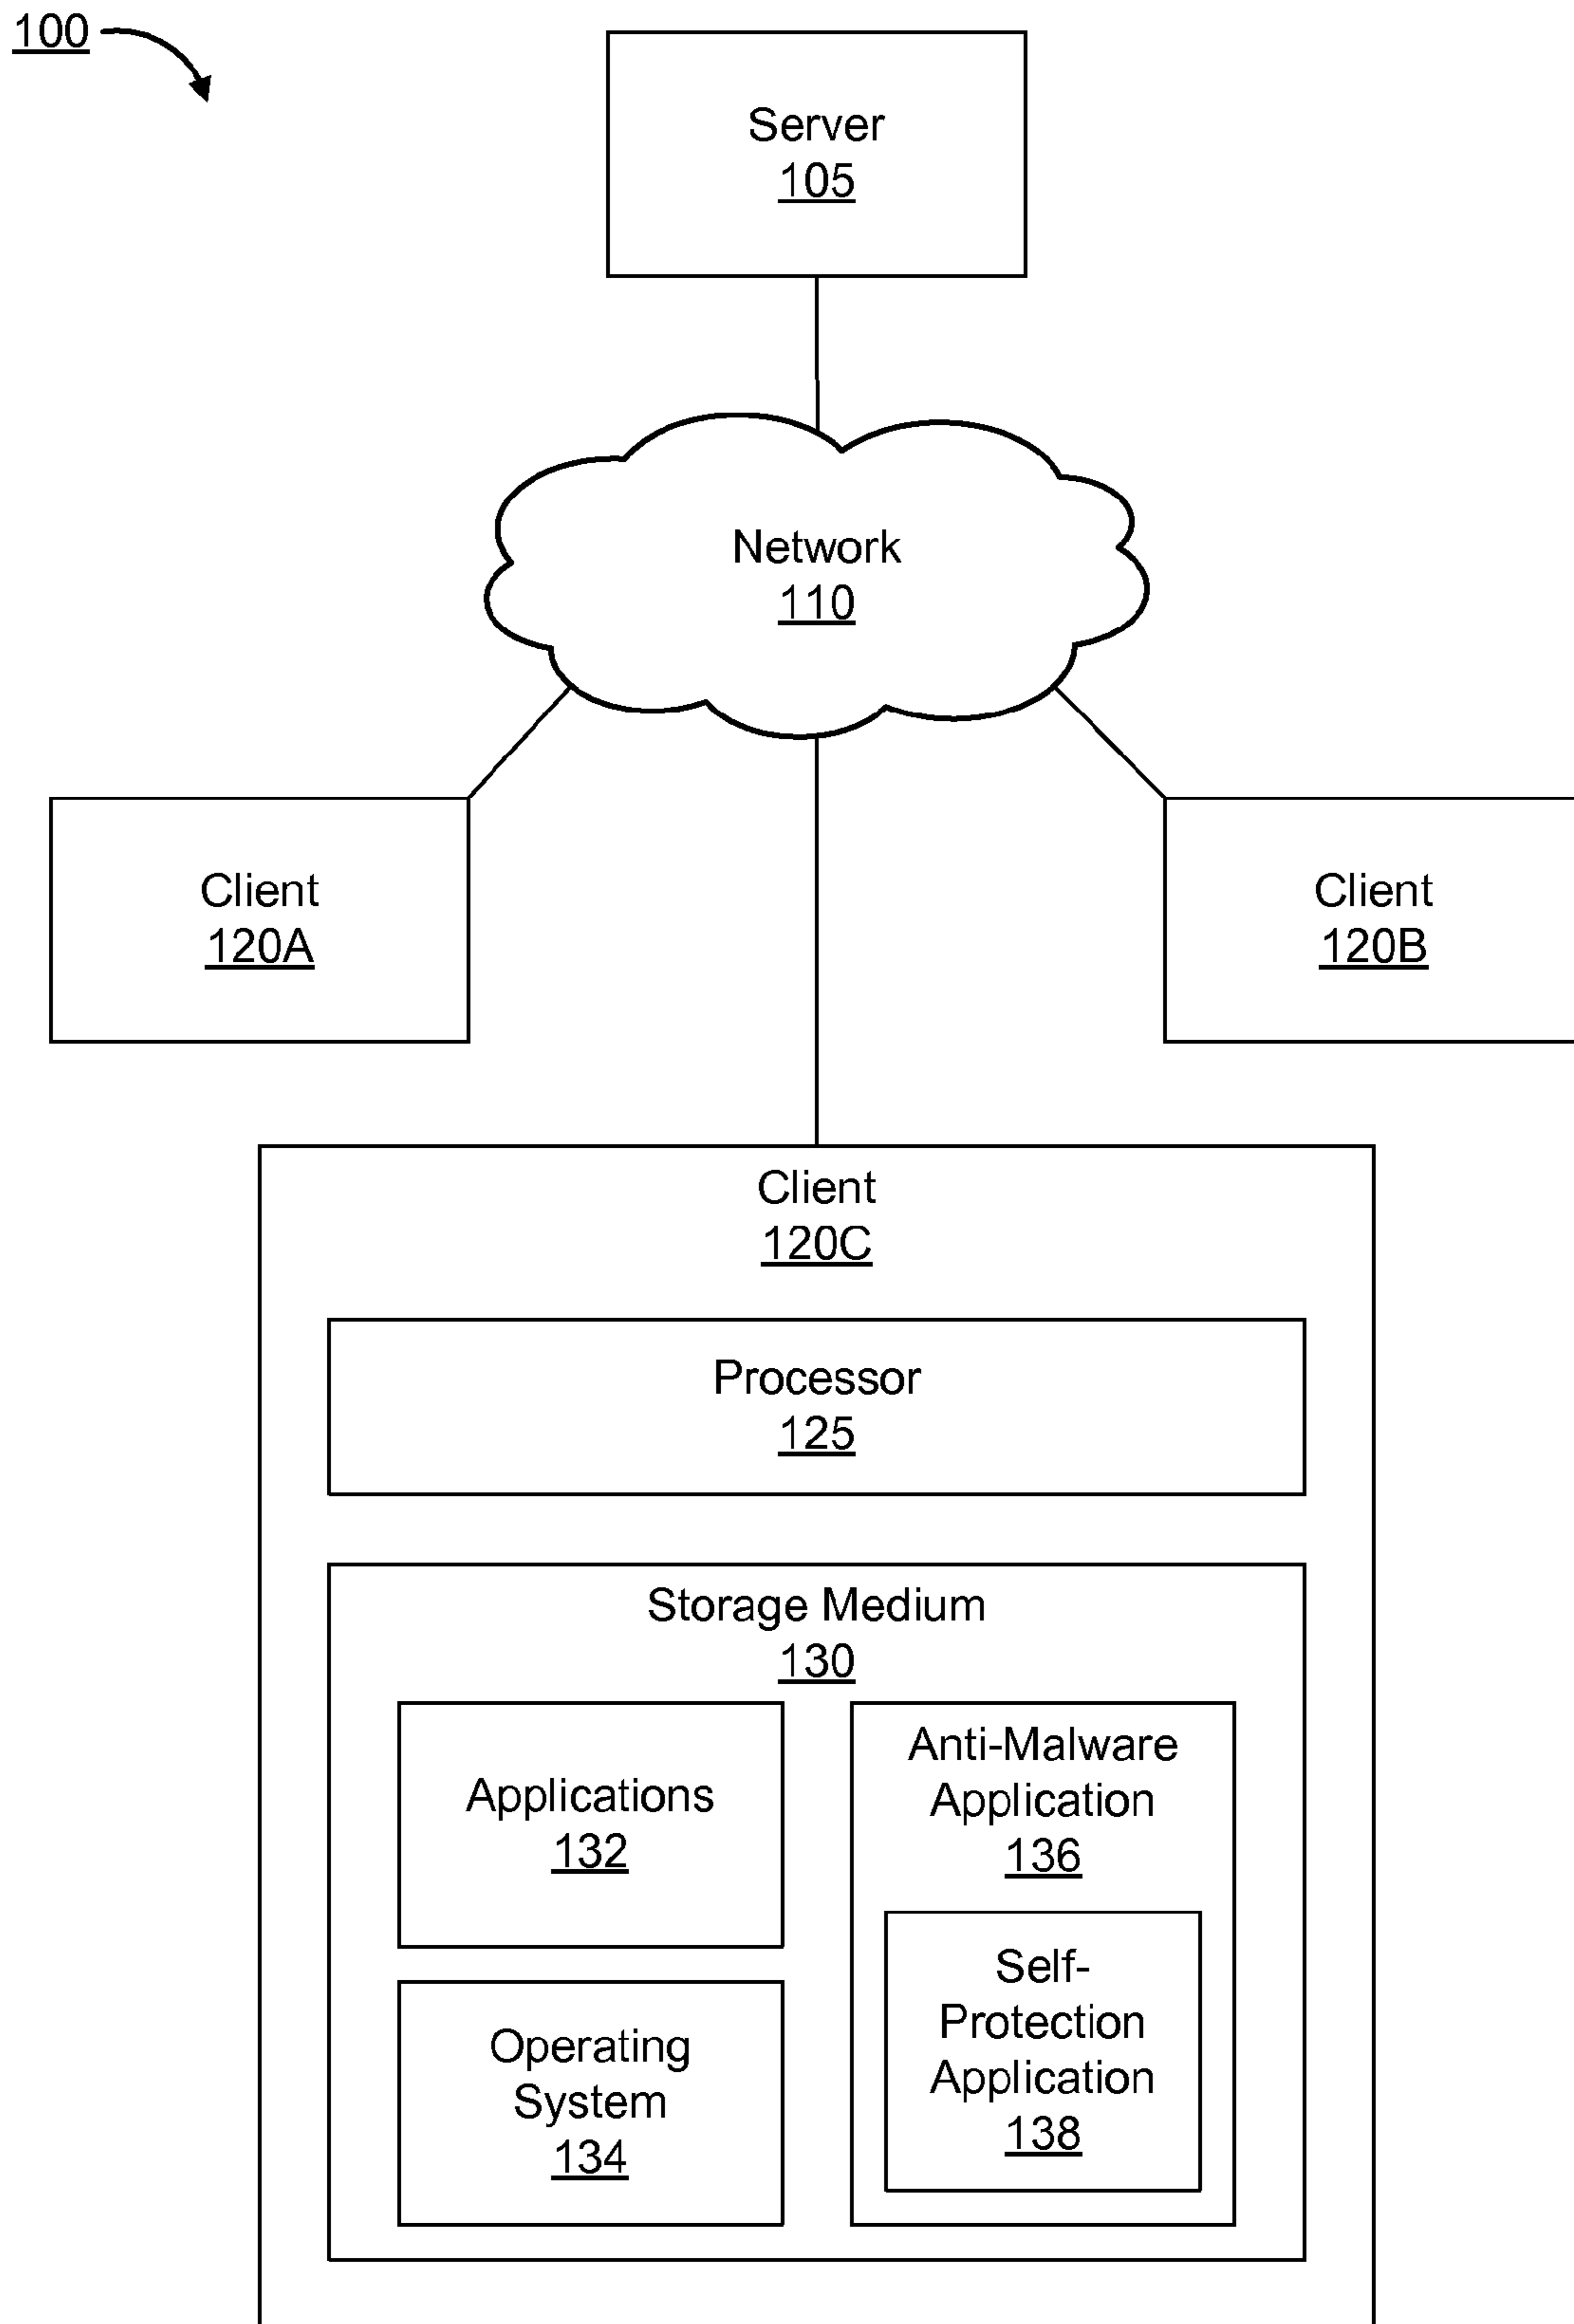 100
Server
105
Network
110
Client
120A
Client
120B
Client
120C
Processor
125
Storage Medium
130
Applications
132
Operating
System
134
Anti-Malware
Application
136
Self-
Protection
Application
138